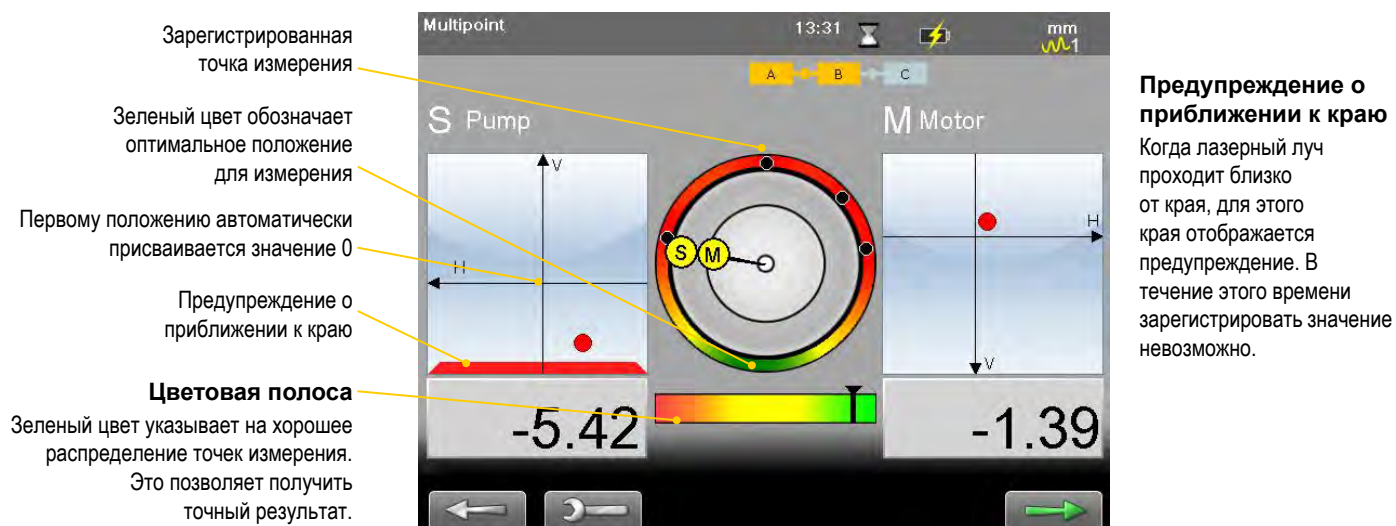 Зарегистрированная
точка измерения
Зеленый цвет обозначает
оптимальное положение
для измерения
Первому положению автоматически
присваивается значение 0
Предупреждение о
приближении к краю
Цветовая полоса
Зеленый цвет указывает на хорошее
распределение точек измерения.
Это позволяет получить
точный результат.
Multipoint
13:31
mm
1
A B C
S Pump
M Motor
V
H
S M
H
V
-5.42
-1.39
Предупреждение о
приближении к краю
Когда лазерный луч
проходит близко
от края, для этого
края отображается
предупреждение. В
течение этого времени
зарегистрировать значение
невозможно.